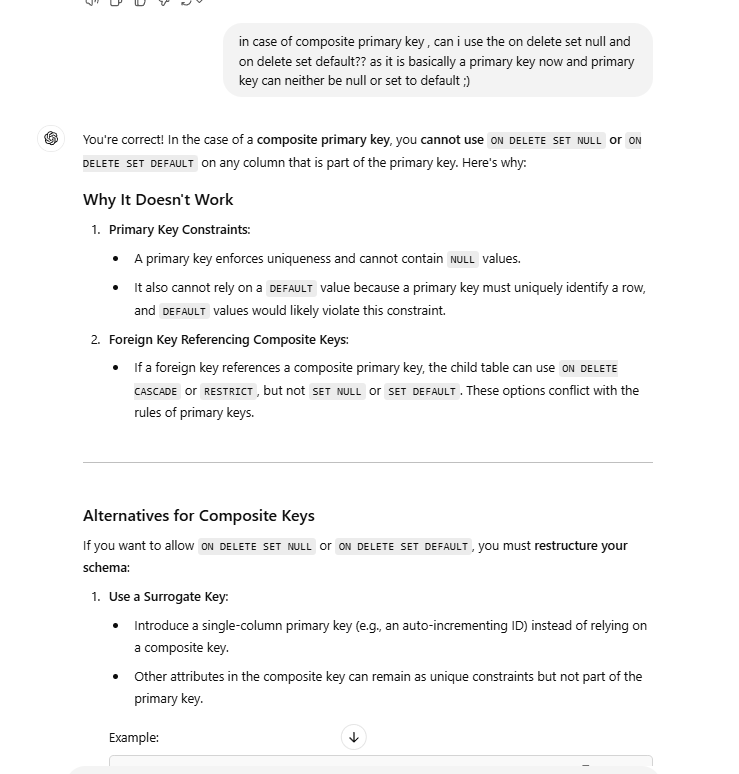 in case of composite primary key , can i use the on delete set null and
on delete set default?? as it is basically a primary key now and primary
key can neither be null or set to default ;)
You're correct! In the case of a composite primary key, you cannot use ON DELETE SET NULL or ON
DELETE SET DEFAULT on any column that is part of the primary key. Here's why:
Why It Doesn't Work
1. Primary Key Constraints:
• A primary key enforces uniqueness and cannot contain NULL values.
• It also cannot rely on a DEFAULT value because a primary key must uniquely identify a row,
and DEFAULT values would likely violate this constraint.
2. Foreign Key Referencing Composite Keys:
• If a foreign key references a composite primary key, the child table can use ON DELETE
CASCADE or RESTRICT, but not SET NULL or SET DEFAULT. These options conflict with the
rules of primary keys.
Alternatives for Composite Keys
If you want to allow ON DELETE SET NULL or ON DELETE SET DEFAULT, you must restructure your
schema:
1. Use a Surrogate Key:
• Introduce a single-column primary key (e.g., an auto-incrementing ID) instead of relying on
a composite key.
• Other attributes in the composite key can remain as unique constraints but not part of the
primary key.
Example: